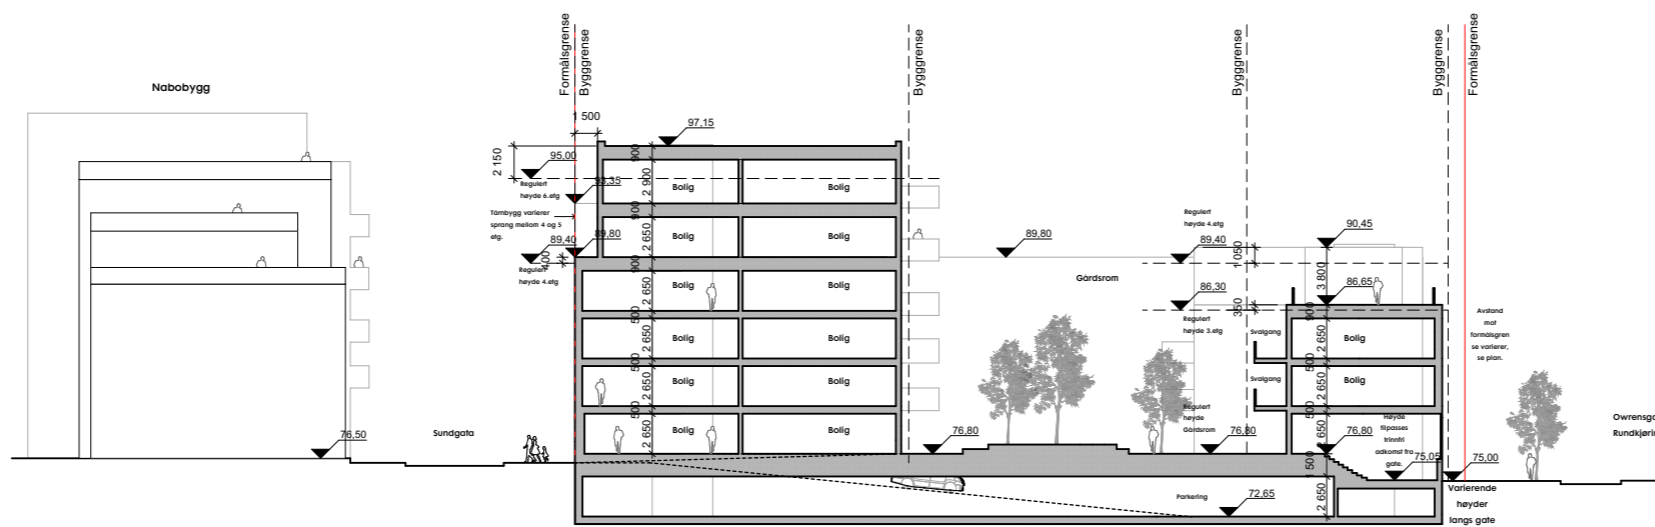 Formålsgrense
Byggrense
Byggrense
Byggrense
Byggrense
Formålsgrense
Nabobygg
1 500
97,15
2 150
95,00
Regulert
høyde 6.etg
93,35
Tårnbygg varierer
sprang mellom 4 og 5
etg.
89,40
89,80
400
Regulert
høyde 4.etg
900
2 900
900
2 650
900
2 650
500
2 650
500
2 650
500
2 650
Bolig
Bolig
Bolig
Bolig
Bolig
Bolig
Bolig
Bolig
Bolig
Bolig
Bolig
Bolig
89,80
Gårdsrom
Regulert
høyde 4.etg
89,40
1 050
90,45
3 800
86,30
350
86,65
Regulert
høyde 3.etg
Svalgang
Svalgang
900
2 650
500
2 650
500
2 650
1 500
2 650
Bolig
Bolig
Avstand
mot
formålsgren
se varierer,
se plan.
Regulert
høyde
Gårdsrom
Høyde
tilpasses
trinnfri
adkomst fra
gate.
76,50
Sundgata
76,80
76,80
76,80
75,05
75,00
Parkering
72,65
Varierende
høyder
langs gate